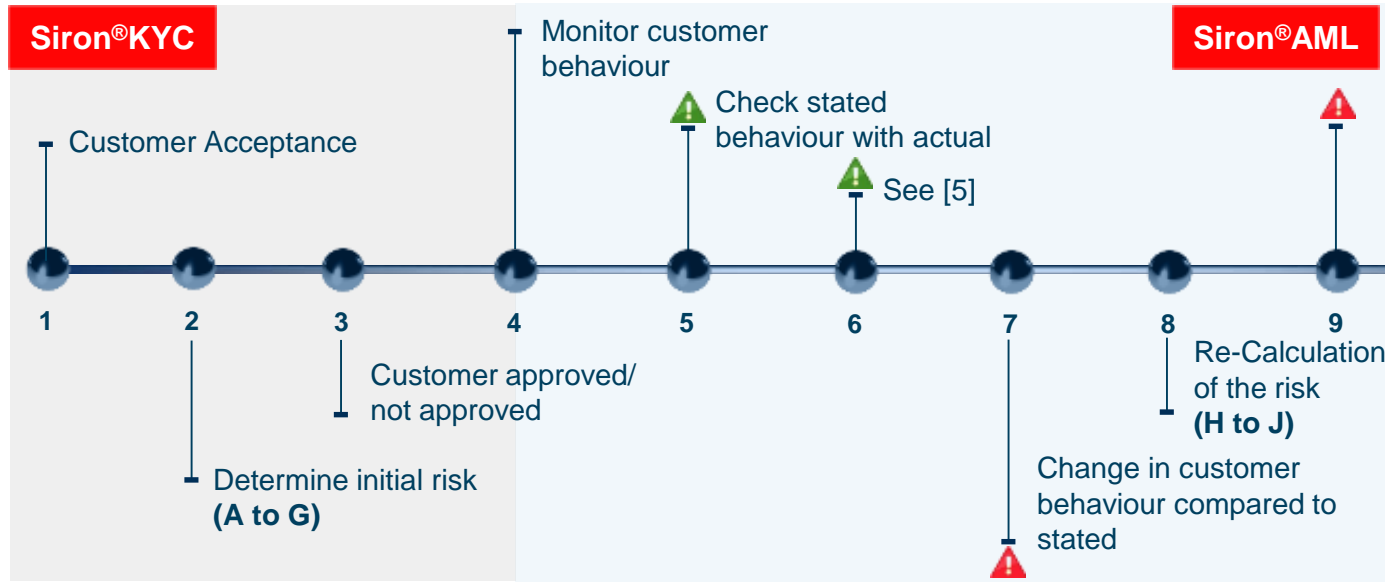 Siron®KYC
Siron®AML
Monitor customer
behaviour
Check stated
behaviour with actual
Customer Acceptance
See [5]
1
2
3
4
5
6
7
8
9
Re-Calculation
of the risk
(H to J)
Customer approved/
not approved
Change in customer
behaviour compared to
stated
Determine initial risk
(A to G)